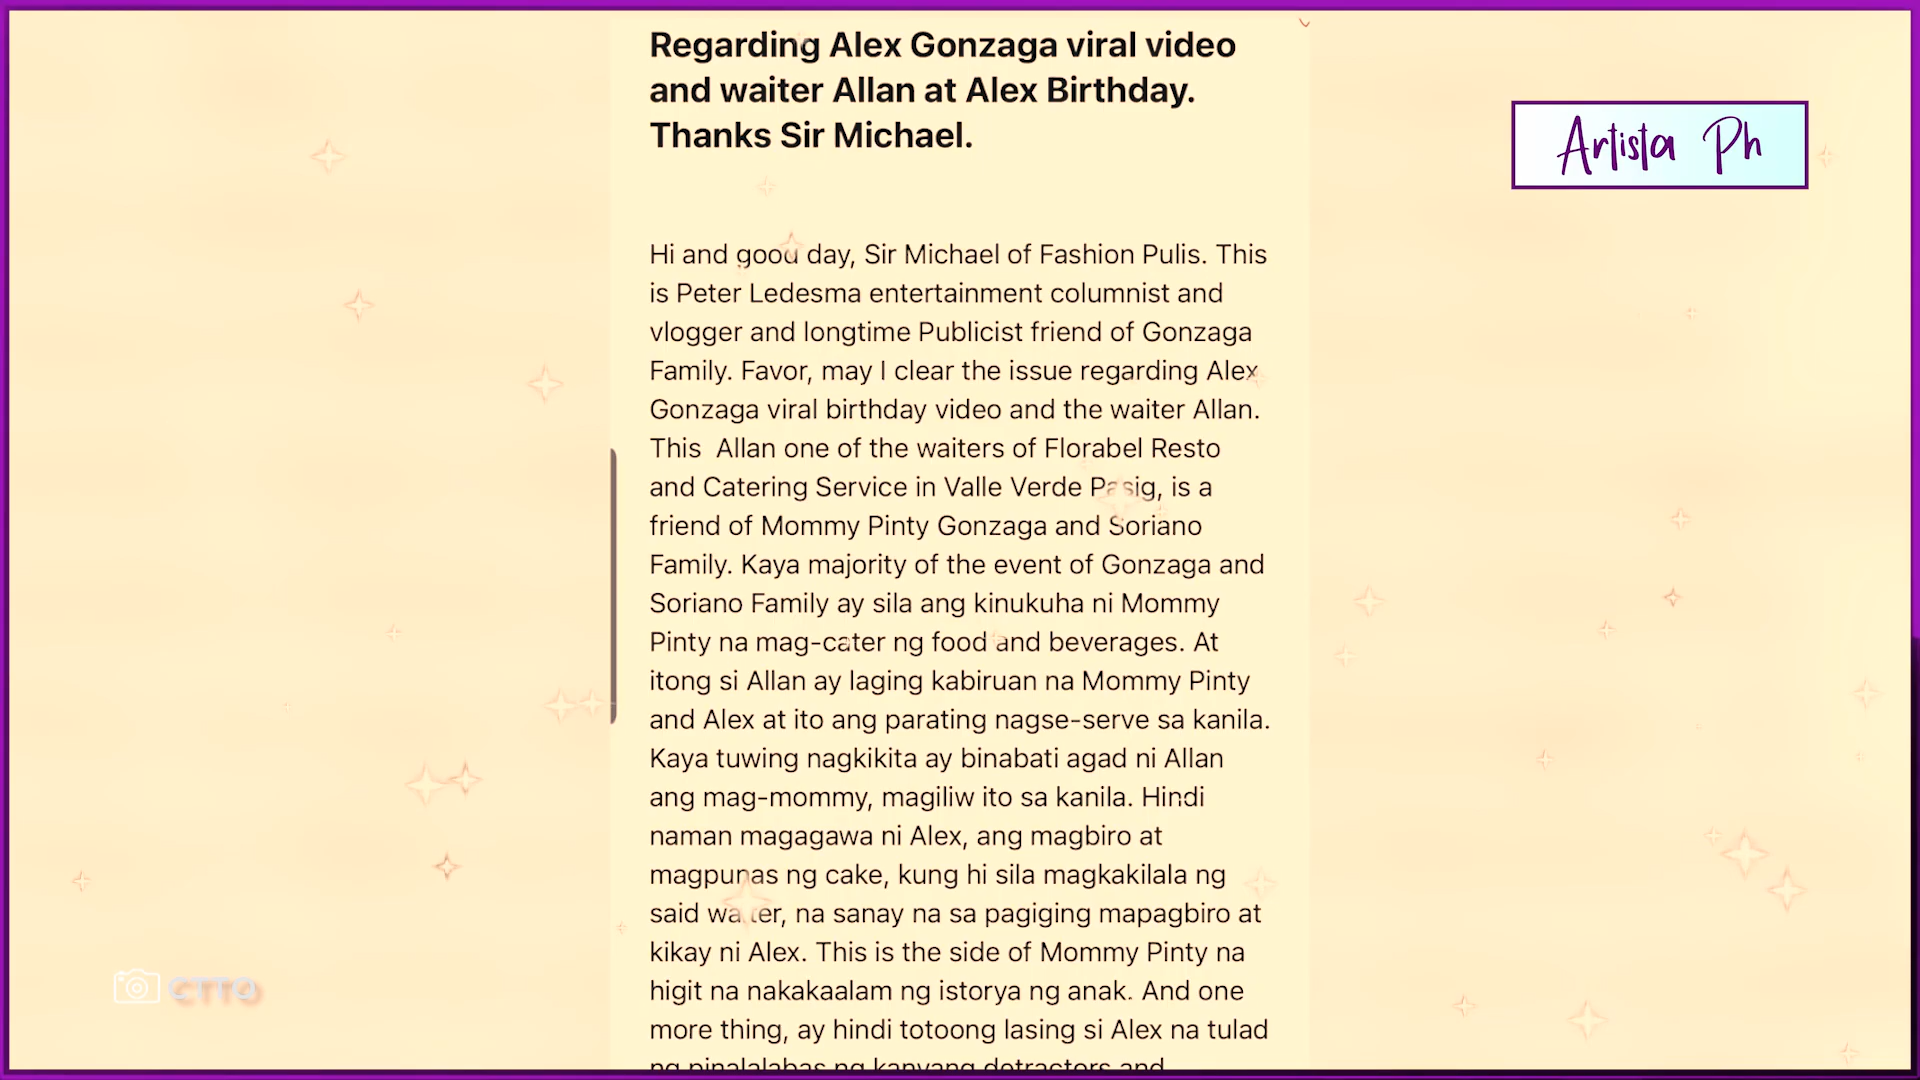 Regarding Alex Gonzaga viral video
and waiter Allan at Alex Birthday.
Thanks Sir Michael.
Artista Ph
Hi and good day, Sir Michael of Fashion Pulis. This
is Peter Ledesma entertainment columnist and
vlogger and longtime Publicist friend of Gonzaga
Family. Favor, may I clear the issue regarding Alex
Gonzaga viral birthday video and the waiter Allan.
This  Allan one of the waiters of Florabel Resto
and Catering Service in Valle Verde Pasig, is a
friend of Mommy Pinty Gonzaga and Soriano
Family. Kaya majority of the event of Gonzaga and
Soriano Family ay sila ang kinukuha ni Mommy
Pinty na mag-cater ng food and beverages. At
itong si Allan ay laging kabiruan na Mommy Pinty
and Alex at ito ang parating nagse-serve sa kanila.
Kaya tuwing nagkikita ay binabati agad ni Allan
ang mag-mommy, magiliw ito sa kanila. Hindi
naman magagawa ni Alex, ang magbiro at
magpunas ng cake, kung hi sila magkakilala ng
said waiter, na sanay na sa pagiging mapagbiro at
kikay ni Alex. This is the side of Mommy Pinty na
higit na nakakaalam ng istorya ng anak. And one
more thing, ay hindi totoong lasing si Alex na tulad
ng pinalalabas ng kanyang detractors and
CTTO